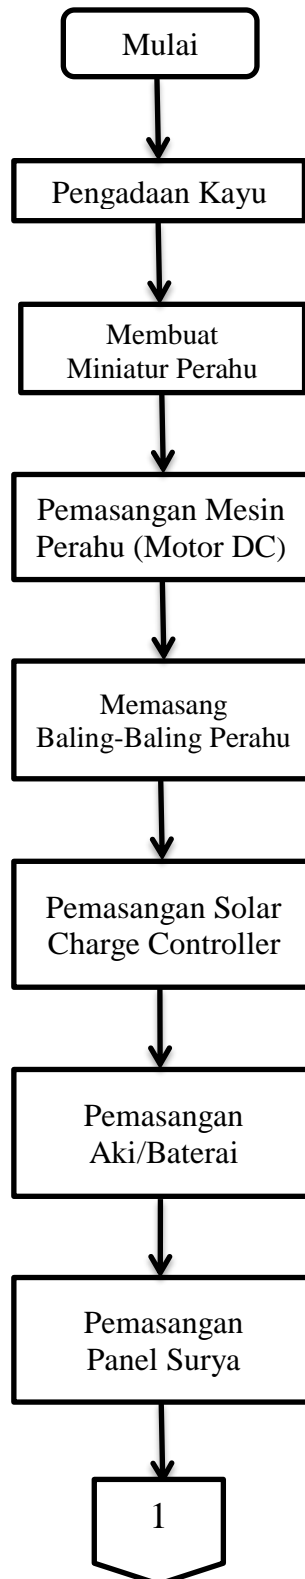 Mulai
Pengadaan Kayu
Membuat
Miniatur Perahu
Pemasangan Mesin
Perahu (Motor DC)
Memasang
Baling-Baling Perahu
Pemasangan Solar
Charge Controller
Pemasangan
Aki/Baterai
Pemasangan
Panel Surya
1